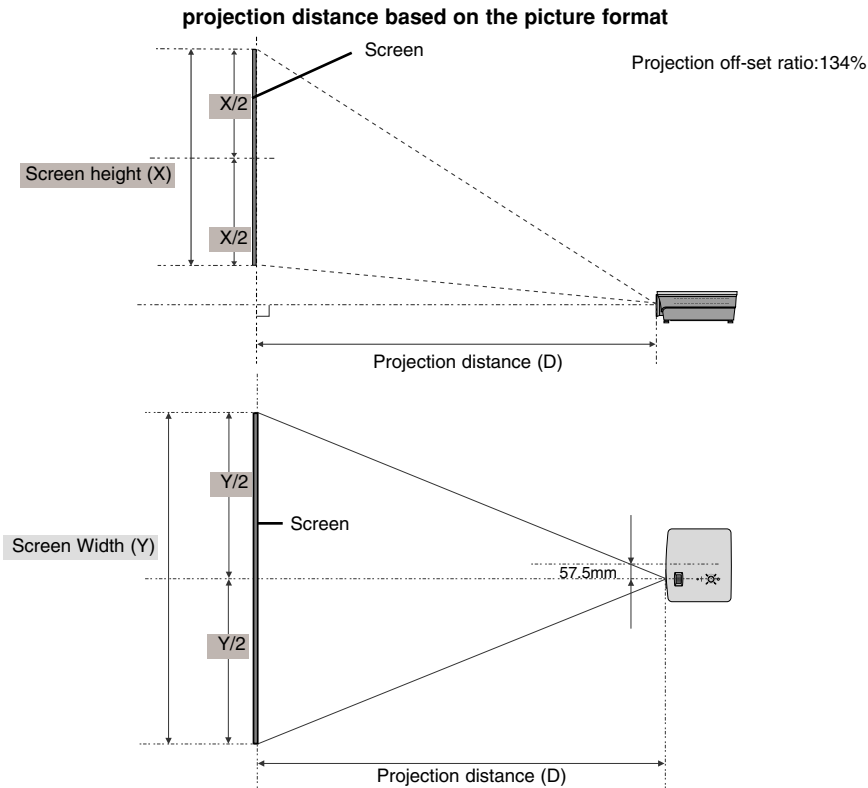 projection distance based on the picture format
Screen
Projection off-set ratio:134%
X/2
Screen height (X)
X/2
Projection distance (D)
Y/2
Screen
Screen Width (Y)
57.5mm
Y/2
Projection distance (D)